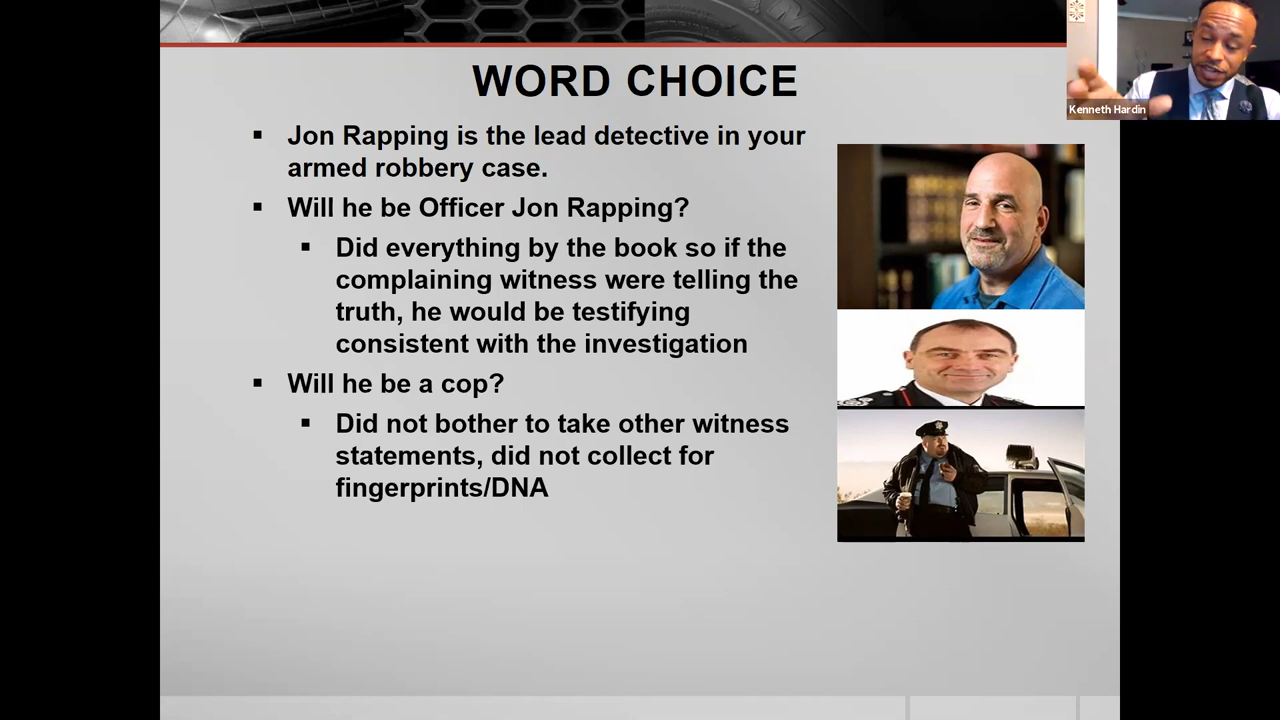 WORD CHOICE
Kenneth Hardin
▪ Jon Rapping is the lead detective in your
armed robbery case.
▪ Will he be Officer Jon Rapping?
▪ Did everything by the book so if the
complaining witness were telling the
truth, he would be testifying
consistent with the investigation
▪ Will he be a cop?
▪ Did not bother to take other witness
statements, did not collect for
fingerprints/DNA